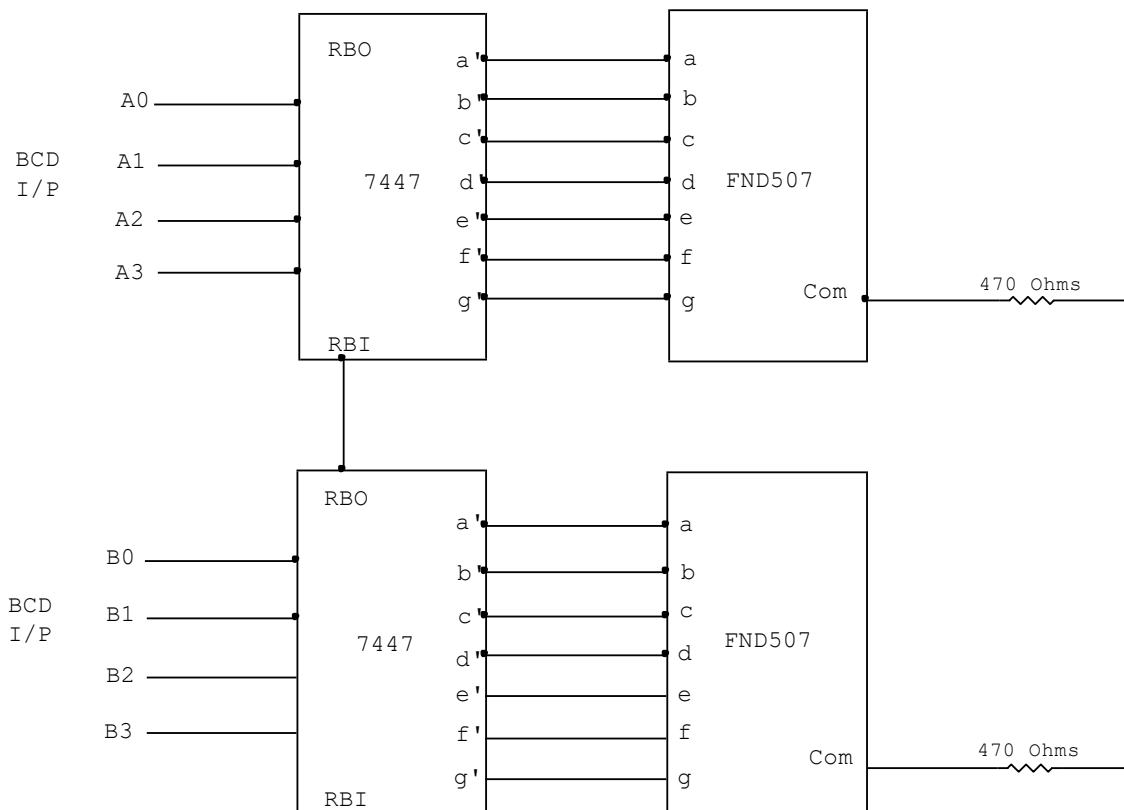 RBO
A0
A1
A2
A3
BCD
I/P
7447
a'
b'
c'
d'
e'
f'
g'
RBI
a
b
c
d
e
f
g
FND507
Com
470 Ohms
RBO
B0
B1
B2
B3
BCD
I/P
7447
a'
b'
c'
d'
e'
f'
g'
RBI
a
b
c
d
e
f
g
FND507
Com
470 Ohms